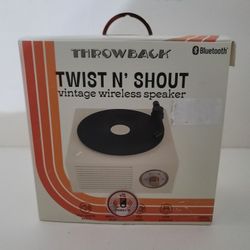 THROWBACK
Bluetooth
TWIST N' SHOUT
vintage wireless speaker